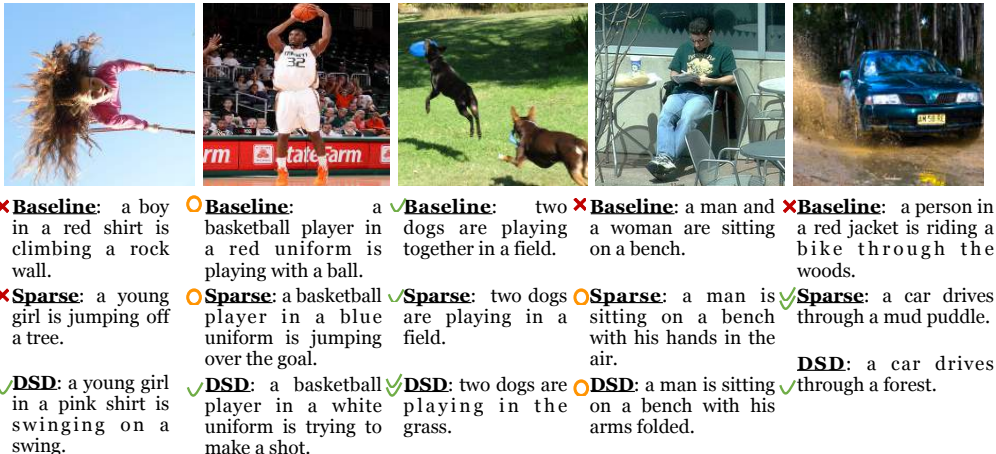 32
rm
StateFarm
Baseline: a boy
in a red shirt is
climbing a rock
wall.
Sparse: a young
girl is jumping off
a tree.
DSD: a young girl
in a pink shirt is
swinging on a
swing.
Baseline: a
basketball player in
a red uniform is
playing with a ball.
Sparse: a basketball
player in a blue
uniform is jumping
over the goal.
DSD: a basketball
player in a white
uniform is trying to
make a shot.
Baseline: two
dogs are playing
together in a field.
Sparse: two dogs
are playing in a
field.
DSD: two dogs are
playing in the
grass.
Baseline: a man and
a woman are sitting
on a bench.
Sparse: a man is
sitting on a bench
with his hands in the
air.
DSD: a man is sitting
on a bench with his
arms folded.
Baseline: a person in
a red jacket is riding a
bike through the
woods.
Sparse: a car drives
through a mud puddle.
DSD: a car drives
through a forest.